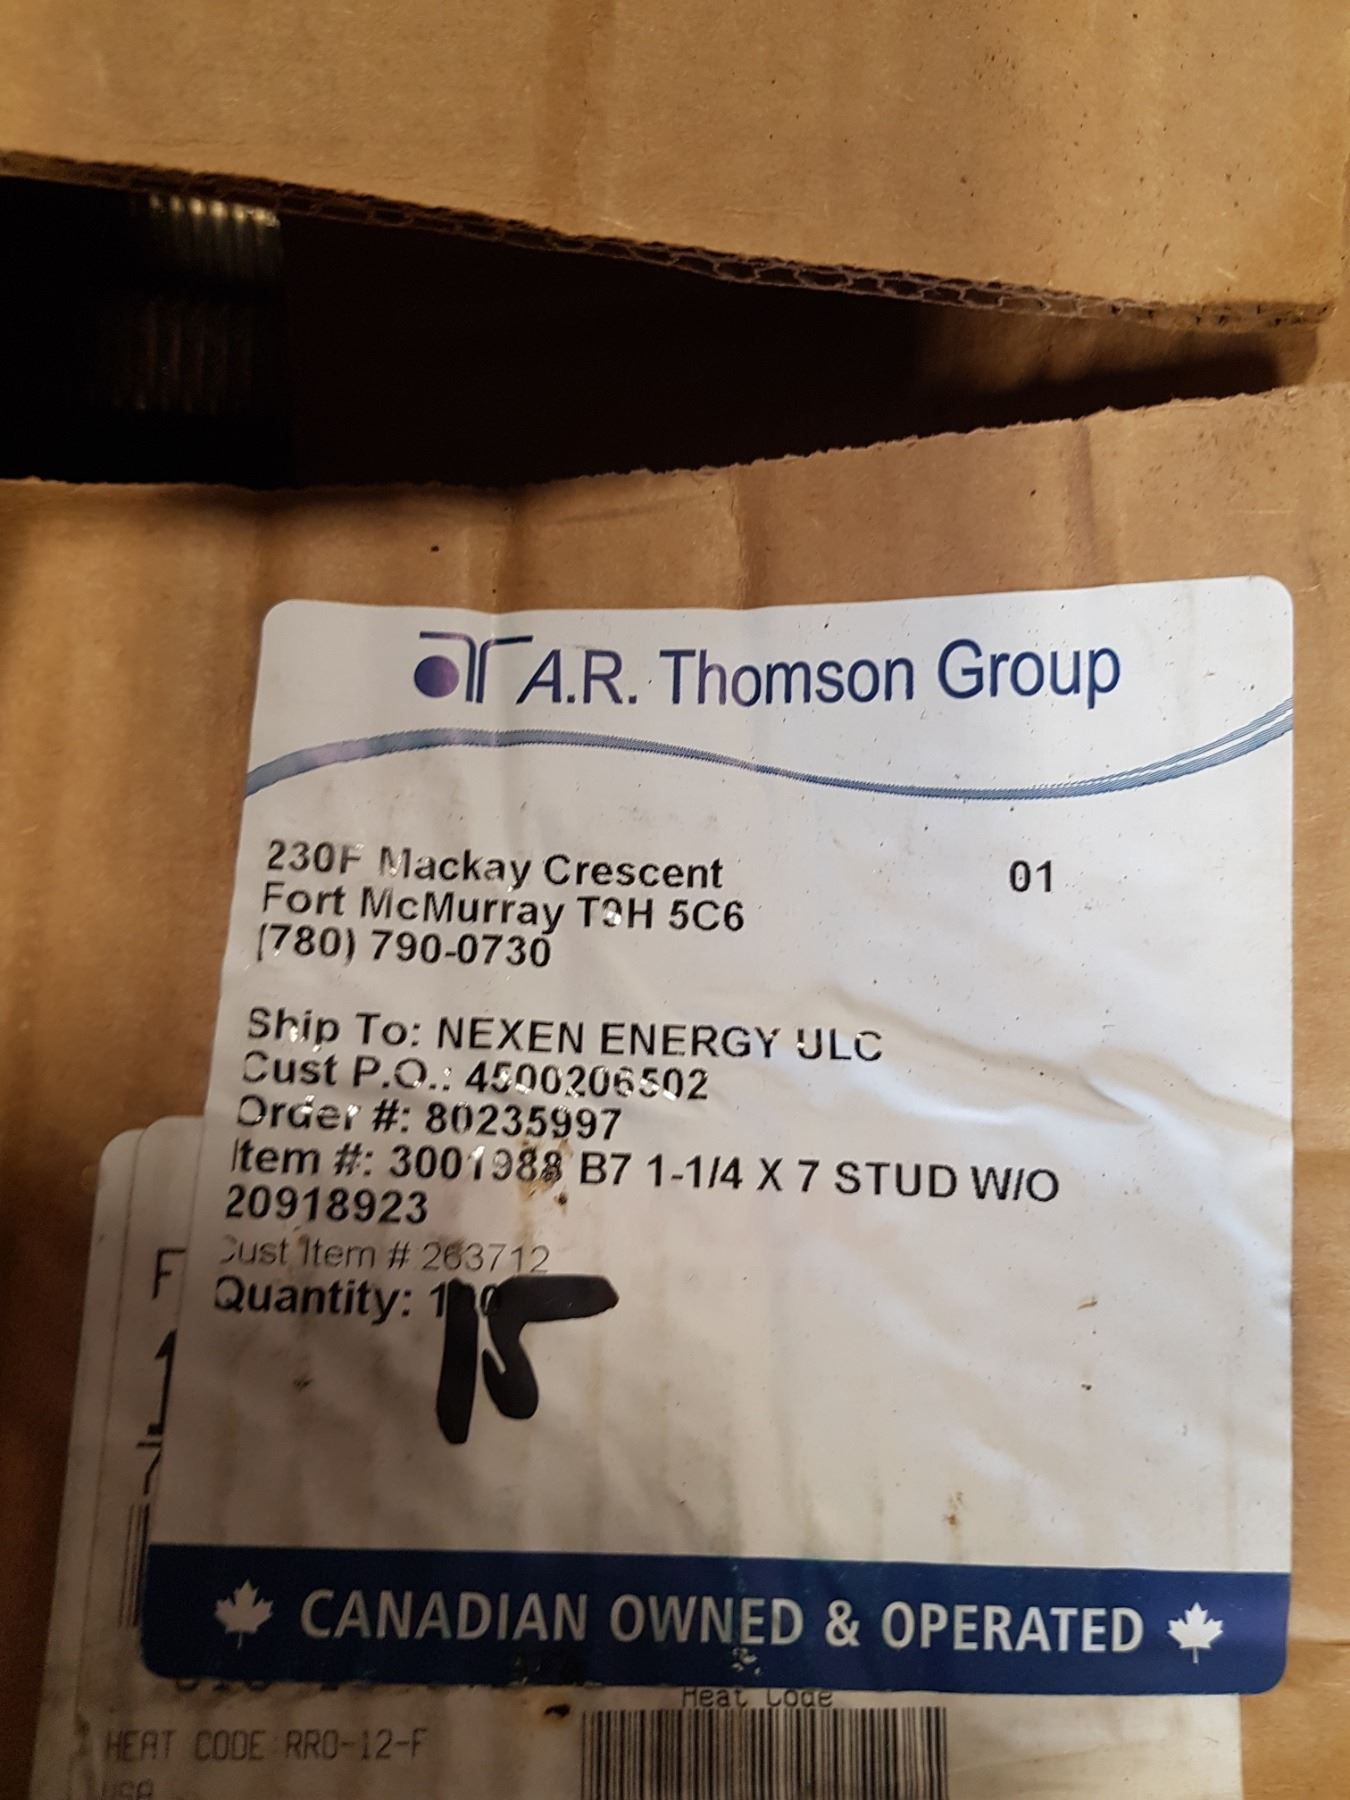 A.R. Thomson Group
230F Mackay Crescent 01
Fort McMurray T9H 5C6
(780) 790-0730
Ship To: NEXEN ENERGY ULC
Cust P.O.: 4500206502
Order #: 80235997
Item #: 3001988 B7 1-1/4 X 7 STUD W/O
20918923
Cust Item # 263712
Quantity:
15
CANADIAN OWNED & OPERATED
Heat Code
HEAT CODE RRO-12-F
USA